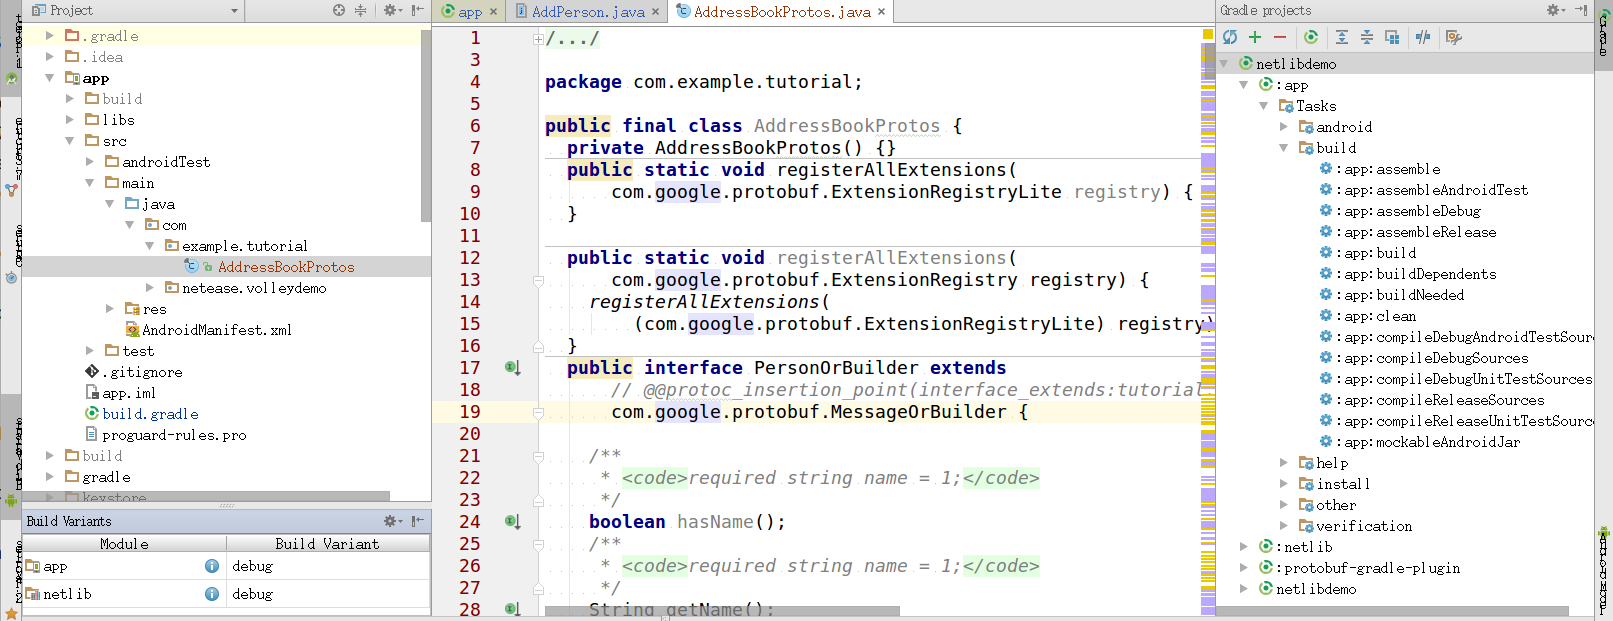 Project
.gradle
.idea
app
build
libs
src
androidTest
main
java
com
example.tutorial
AddressBookProtos
netease.volleydemo
res
AndroidManifest.xml
test
.gitignore
app.iml
build.gradle
proguard-rules.pro
build
gradle
keystore
Build Variants
Module Build Variant
app debug
netlib debug
app AddPerson.java AddressBookProtos.java
1 /.../
3
4 package com.example.tutorial;
5
6 public final class AddressBookProtos {
7 private AddressBookProtos() {}
8 public static void registerAllExtensions(
9 com.google.protobuf.ExtensionRegistryLite registry) {
10 }
11
12 public static void registerAllExtensions(
13 com.google.protobuf.ExtensionRegistry registry) {
14 registerAllExtensions(
15 (com.google.protobuf.ExtensionRegistryLite) registry)
16 }
17 public interface PersonOrBuilder extends
18 // @@protoc_insertion_point(interface_extends:tutorial.
19 com.google.protobuf.MessageOrBuilder {
20
21 /**
22 * <code>required string name = 1;</code>
23 */
24 boolean hasName();
25 /**
26 * <code>required string name = 1;</code>
27 */
28 String getName();
Gradle projects
netlibdemo
:app
Tasks
android
build
:app:assemble
:app:assembleAndroidTest
:app:assembleDebug
:app:assembleRelease
:app:build
:app:buildDependents
:app:buildNeeded
:app:clean
:app:compileDebugAndroidTestSour
:app:compileDebugSources
:app:compileDebugUnitTestSources
:app:compileReleaseSources
:app:compileReleaseUnitTestSourc
:app:mockableAndroidJar
help
install
other
verification
:netlib
:protobuf-gradle-plugin
netlibdemo